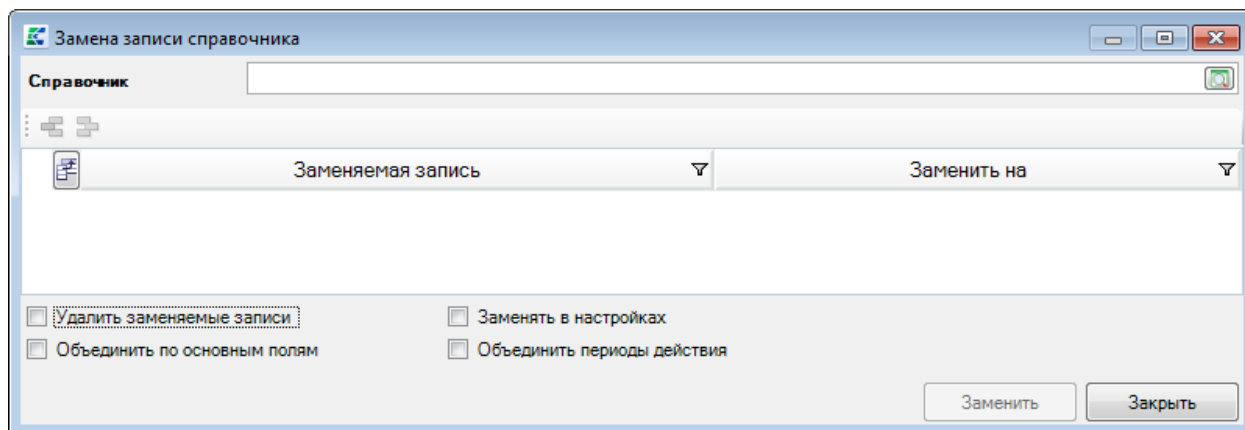 Замена записи справочника
Справочник
Заменяемая запись Заменить на
Удалить заменяемые записи Заменять в настройках
Объединить по основным полям Объединить периоды действия
Заменить Закрыть